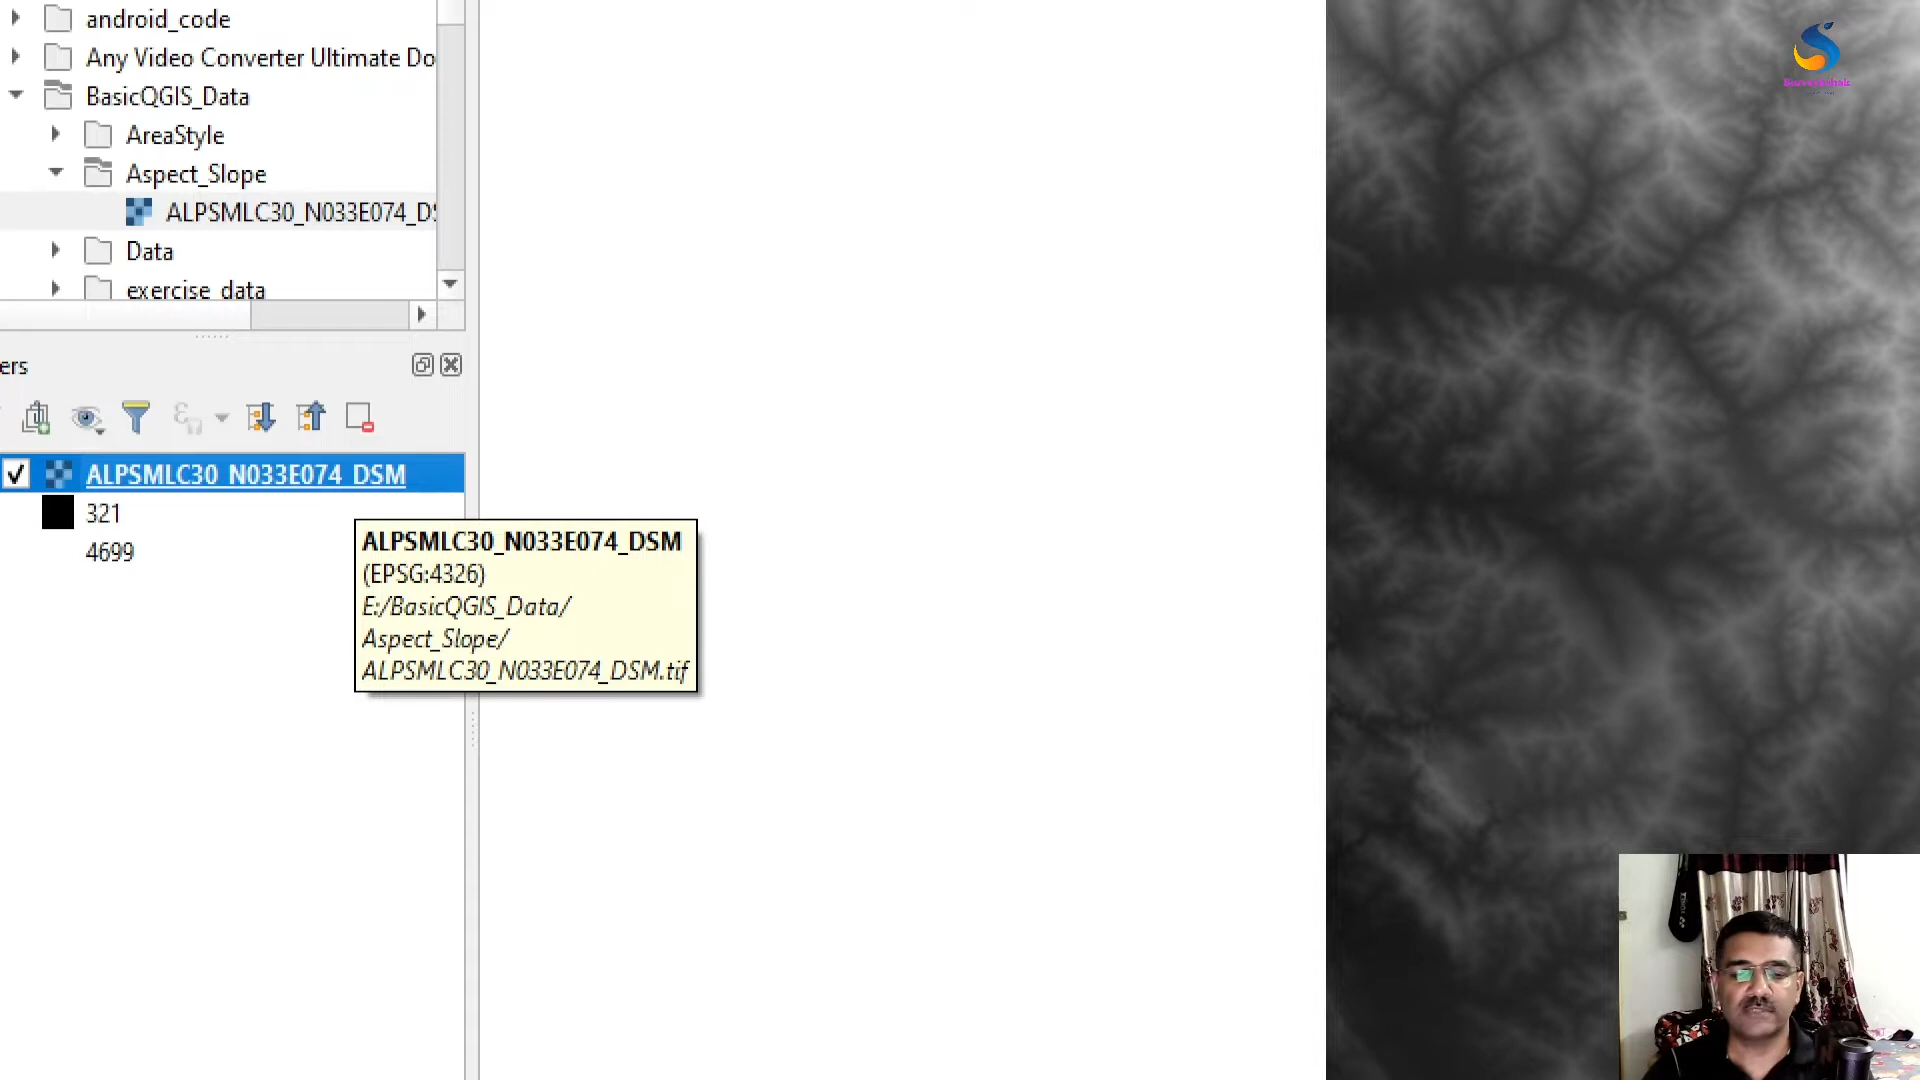 android_code
Any Video Converter Ultimate Do
BasicQGIS_Data
AreaStyle
Aspect_Slope
ALPSMLC30_N033E074_DS
Data
exercise_data
ers
ALPSMLC30_N033E074_DSM
321
4699
ALPSMLC30_N033E074_DSM
(EPSG:4326)
E:/BasicQGIS_Data/
Aspect_Slope/
ALPSMLC30_N033E074_DSM.tif